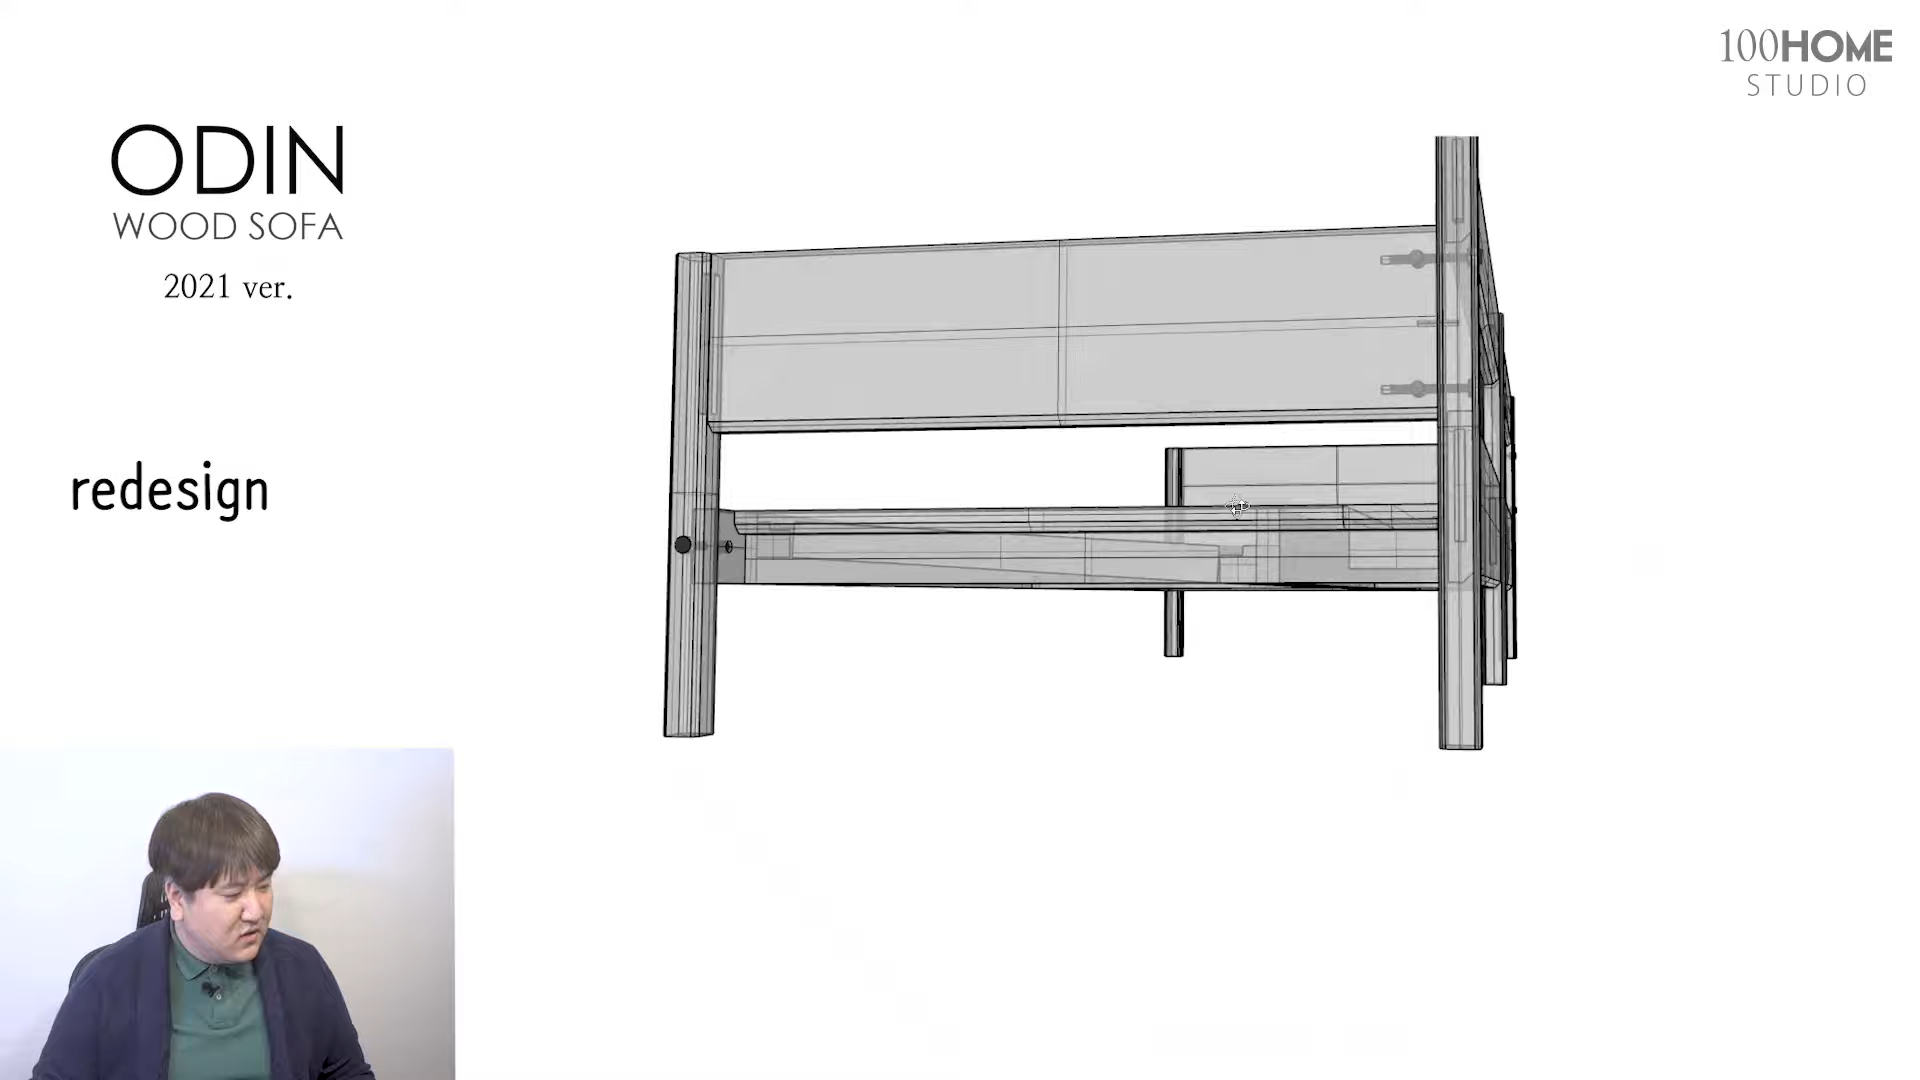 100HOME
STUDIO
ODIN
WOOD SOFA
2021 ver.
redesign